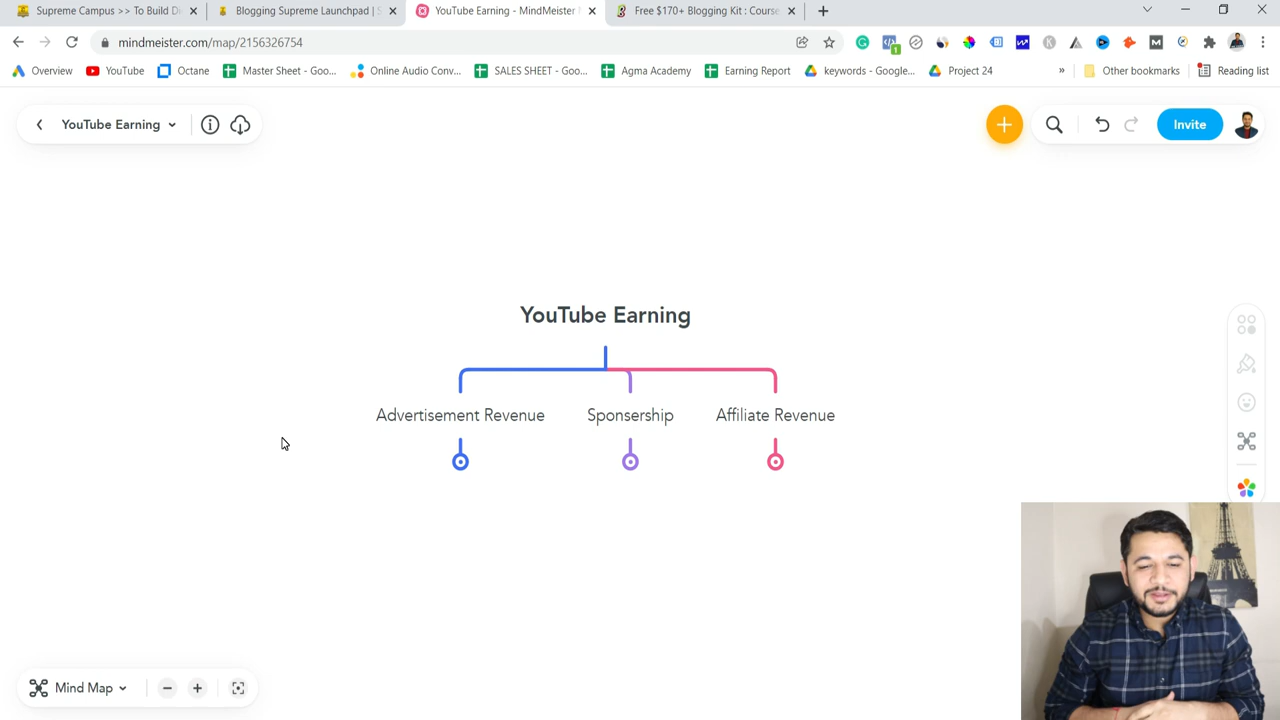 Supreme Campus >> To Build Di
Blogging Supreme Launchpad | S
YouTube Earning - MindMeister
Free $170+ Blogging Kit : Course
mindmeister.com/map/2156326754
1
Overview
YouTube
Octane
Master Sheet - Goo...
Online Audio Conv...
SALES SHEET - Goo...
Agma Academy
Earning Report
keywords - Google...
Project 24
»
Other bookmarks
Reading list
YouTube Earning
Invite
YouTube Earning
Advertisement Revenue
Sponsership
Affiliate Revenue
Mind Map